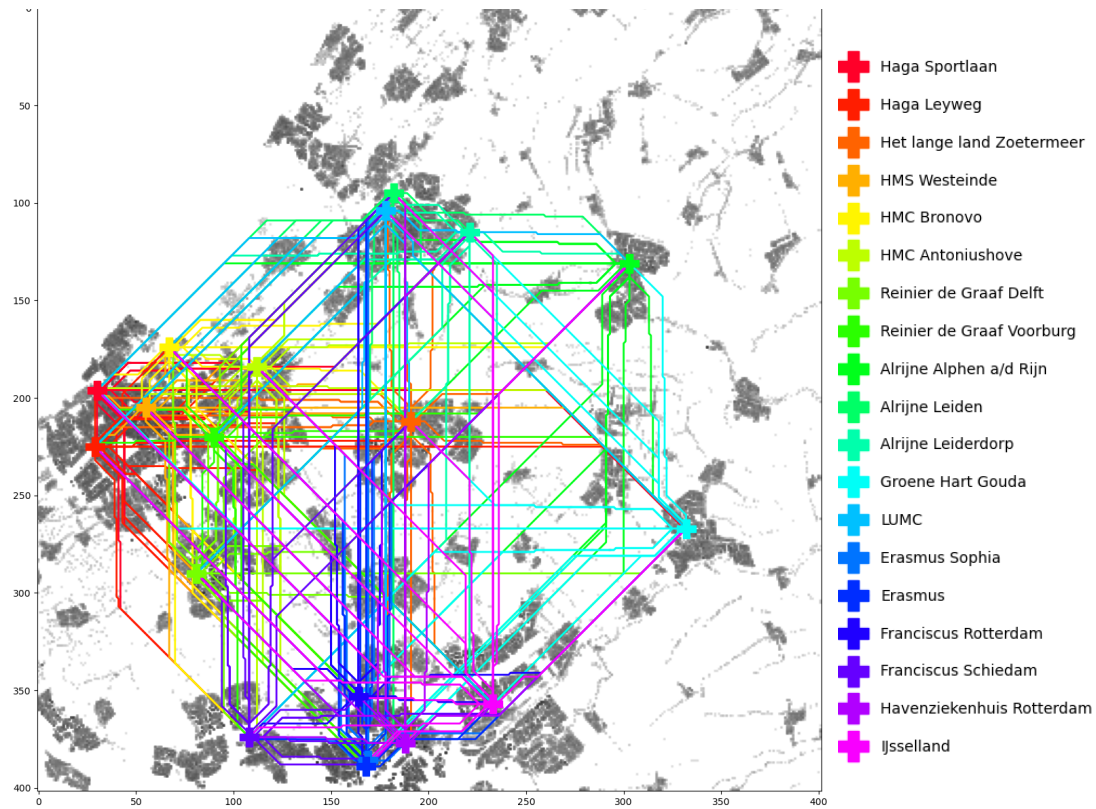 0
50
100
150
200
250
300
350
400
0 50 100 150 200 250 300 350 400
Haga Sportlaan
Haga Leyweg
Het lange land Zoetermeer
HMS Westeinde
HMC Bronovo
HMC Antoniushove
Reinier de Graaf Delft
Reinier de Graaf Voorburg
Alrijne Alphen a/d Rijn
Alrijne Leiden
Alrijne Leiderdorp
Groene Hart Gouda
LUMC
Erasmus Sophia
Erasmus
Franciscus Rotterdam
Franciscus Schiedam
Havenziekenhuis Rotterdam
IJsselland